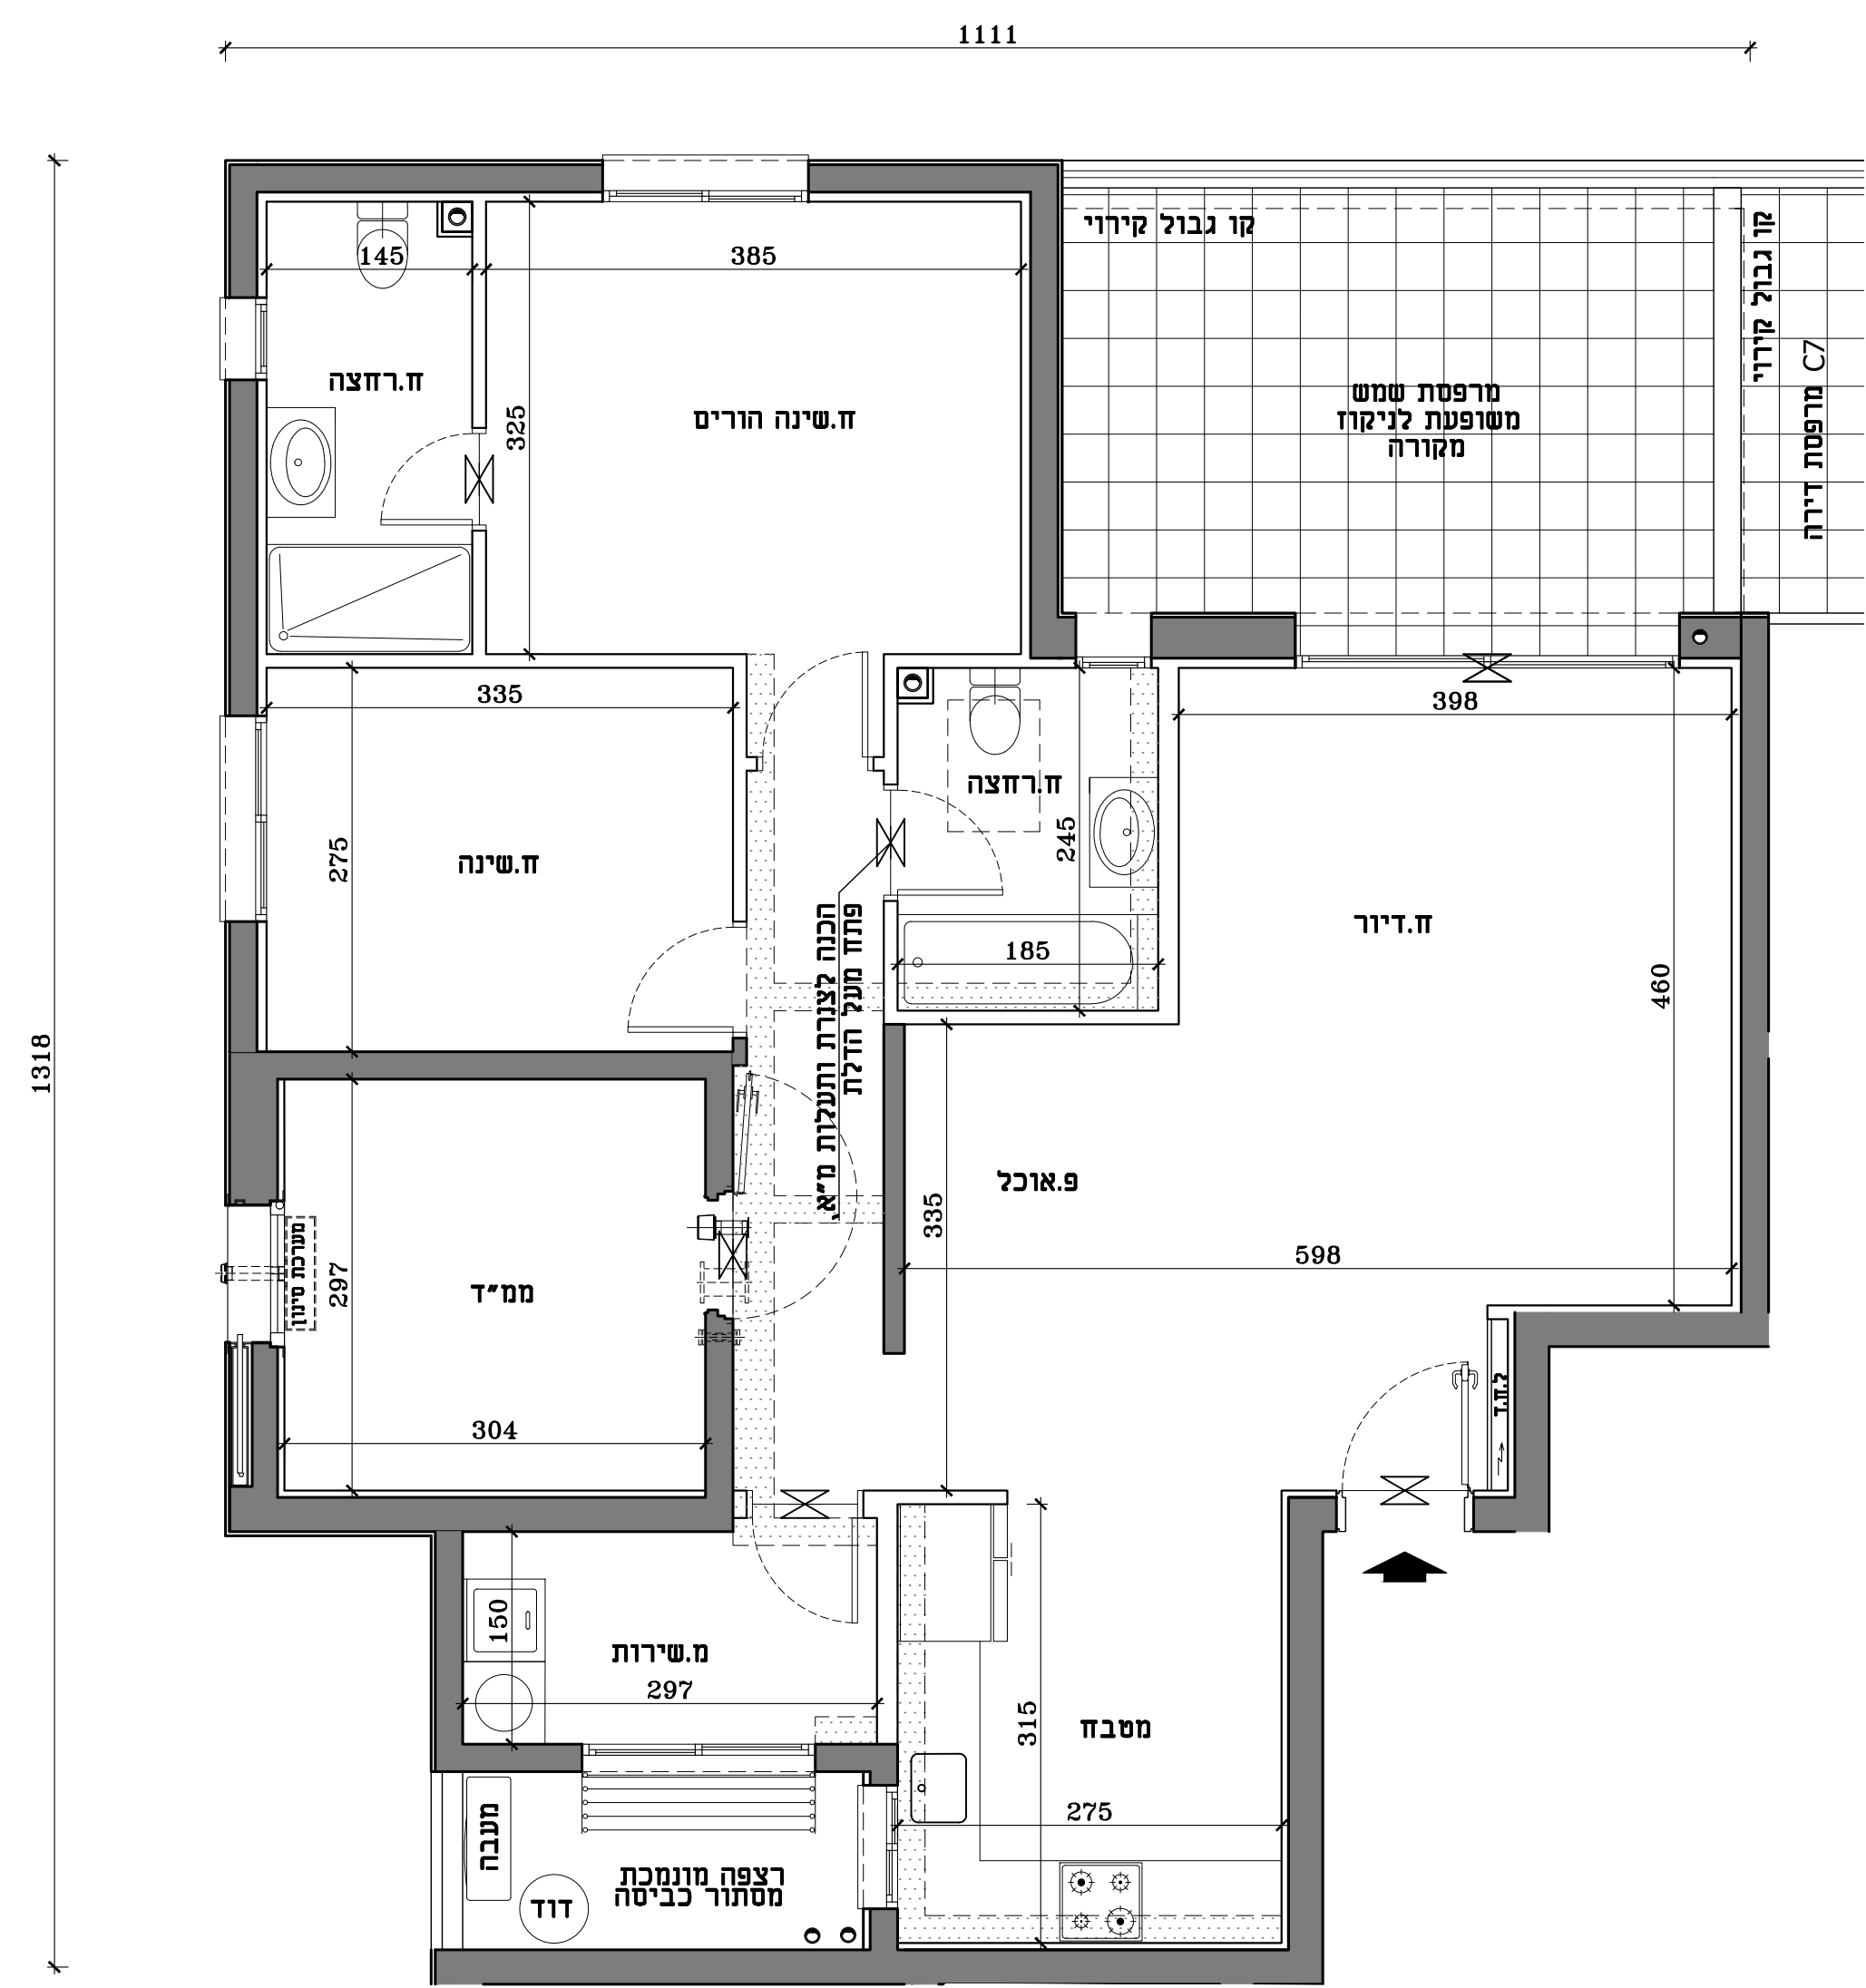 1111
1318
קו גבול קירוי
קו גבול קירוי
מרפסת דירה C7
145
385
ח.רחצה
325
ח.שינה הורים
מרפסת שמש
משופעת לניקוז
מקורה
335
398
ח.רחצה
245
275
ח.שינה
185
ח.דיור
460
הכנה לצנרת ותעלות מ"א,
פתח מעל הדלת
פ.אוכל
335
598
מערכת סינון
297
ממ"ד
304
ל.ח.ד
150
מ.שירות
297
315
מטבח
275
מעבה
רצפה מונמכת
מסתור כביסה
דוד